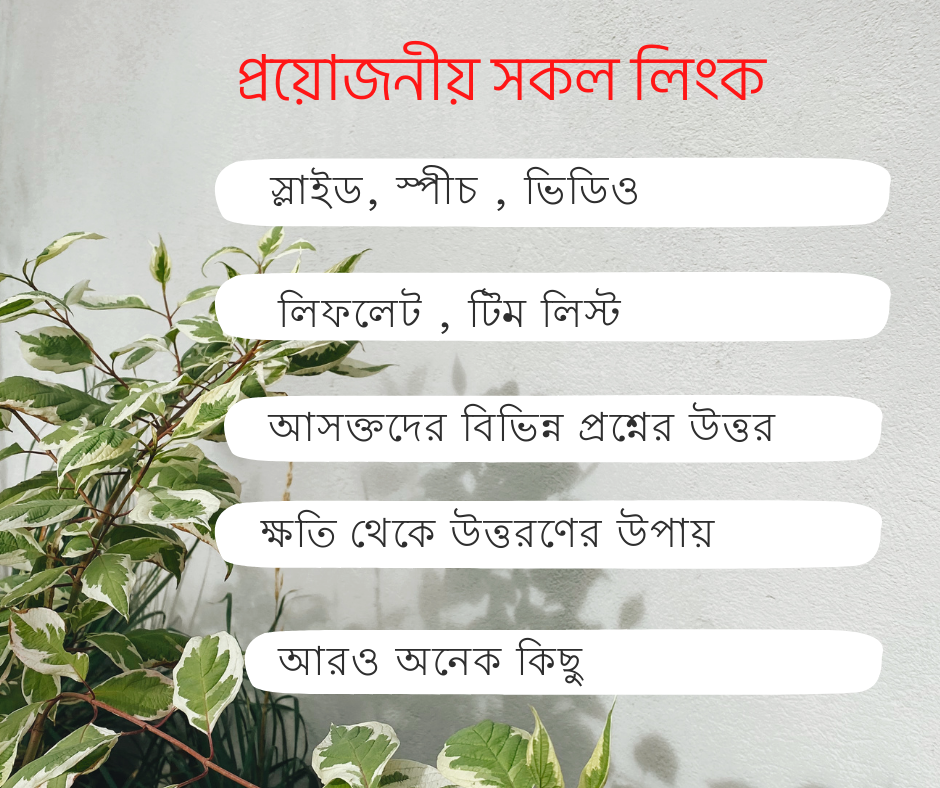 প্রয়োজনীয় সকল লিংক
স্লাইড, স্পীচ , ভিডিও
লিফলেট , টিম লিস্ট
আসক্তদের বিভিন্ন প্রশ্নের উত্তর
ক্ষতি থেকে উত্তরণের উপায়
আরও অনেক কিছু